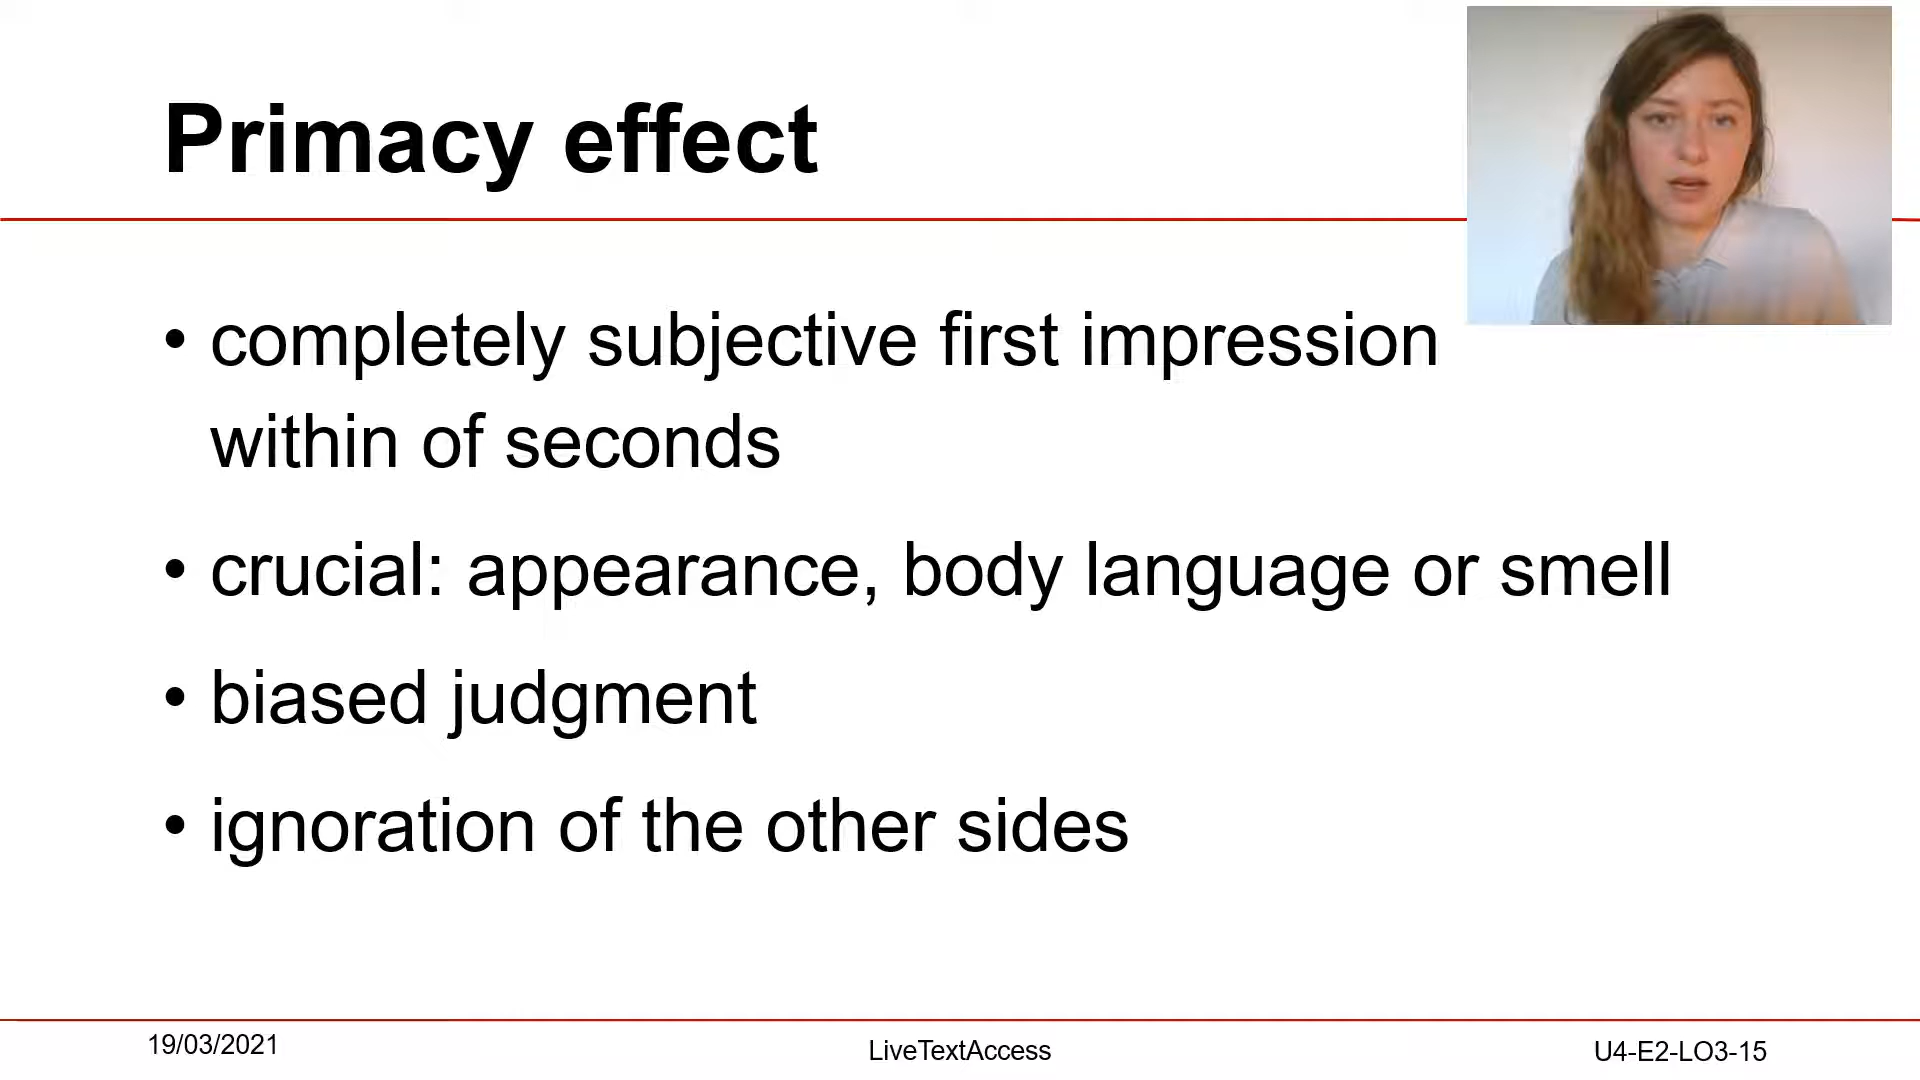 Primacy effect
• completely subjective first impression
within of seconds
• crucial: appearance, body language or smell
• biased judgment
• ignoration of the other sides
19/03/2021
LiveTextAccess
U4-E2-LO3-15